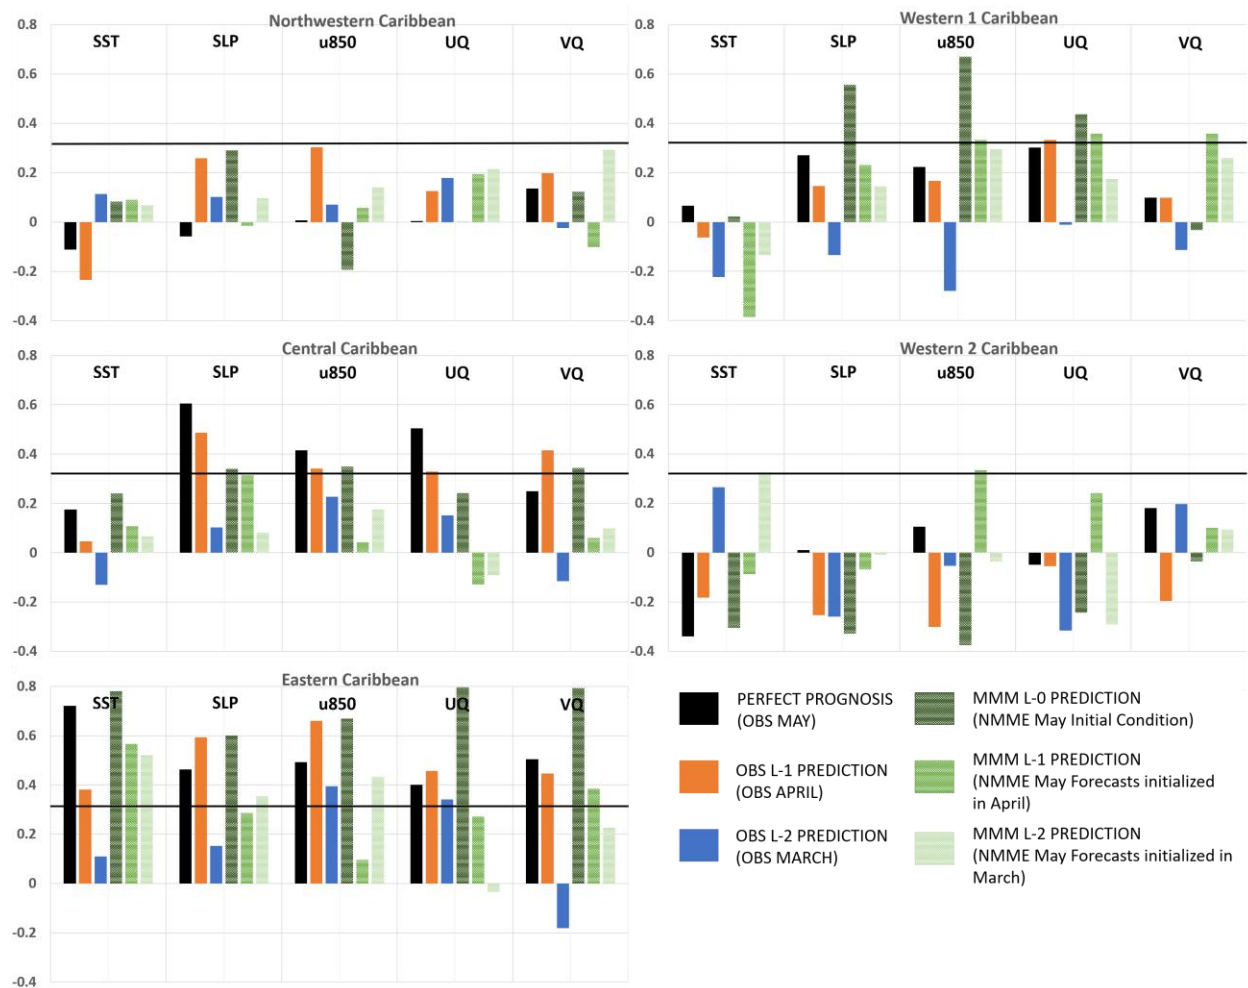 Northwestern Caribbean
SST SLP u850 UQ VQ
0.8
0.6
0.4
0.2
0
-0.2
-0.4
Western 1 Caribbean
SST SLP u850 UQ VQ
0.8
0.6
0.4
0.2
0
-0.2
-0.4
Central Caribbean
SST SLP u850 UQ VQ
0.8
0.6
0.4
0.2
0
-0.2
-0.4
Western 2 Caribbean
SST SLP u850 UQ VQ
0.8
0.6
0.4
0.2
0
-0.2
-0.4
Eastern Caribbean
SST SLP u850 UQ VQ
0.8
0.6
0.4
0.2
0
-0.2
-0.4
PERFECT PROGNOSIS
(OBS MAY)
OBS L-1 PREDICTION
(OBS APRIL)
OBS L-2 PREDICTION
(OBS MARCH)
MMM L-0 PREDICTION
(NMME May Initial Condition)
MMM L-1 PREDICTION
(NMME May Forecasts initialized
in April)
MMM L-2 PREDICTION
(NMME May Forecasts initialized in
March)